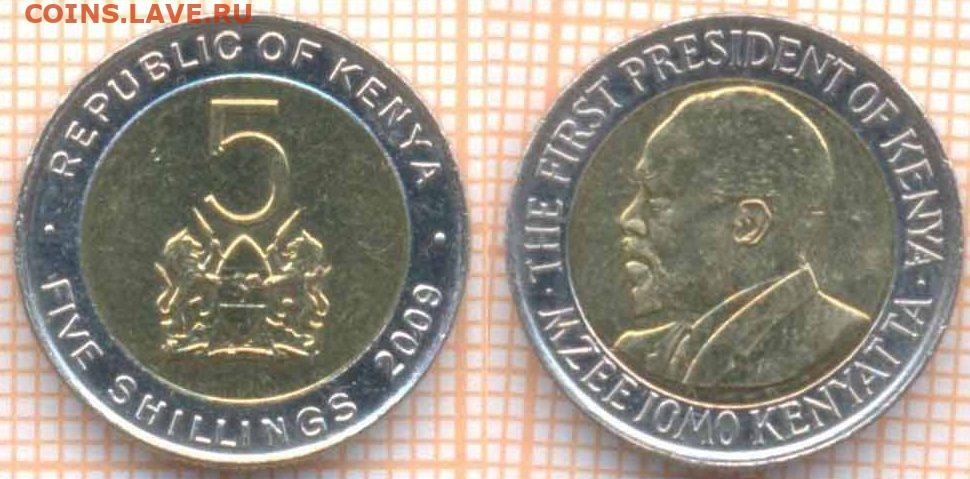 COINS.LAVE.RU
REPUBLIC OF KENYA
5
· FIVE SHILLINGS 2009 ·
· THE FIRST PRESIDENT OF KENYA ·
MZEE JOMO KENYATTA